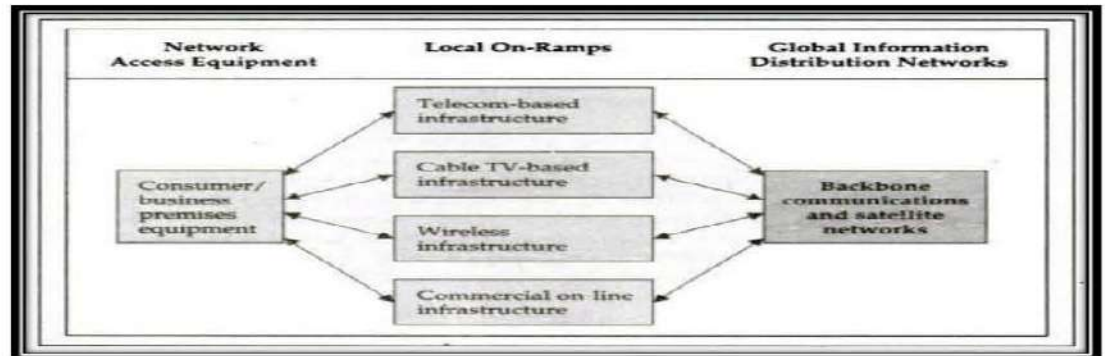 Network
Access Equipment
Local On-Ramps
Global Information
Distribution Networks
Consumer/
business
premises
equipment
Telecom-based
infrastructure
Cable TV-based
infrastructure
Wireless
infrastructure
Commercial on-line
infrastructure
Backbone
communications
and satellite
networks